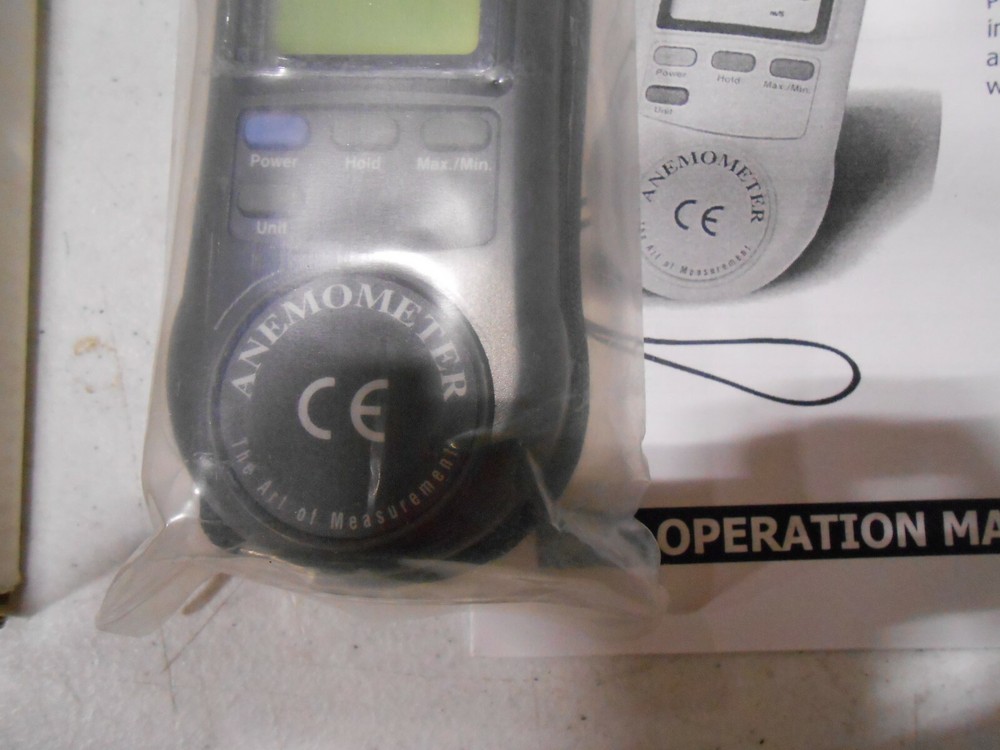 Power Hold Max./Min.
Unit
ANEMOMETER
CE
The Art of Measurement
m/s
Power Hold Max./Min.
Unit
ANEMOMETER
CE
The Art of Measurement
OPERATION MA
in
a
w